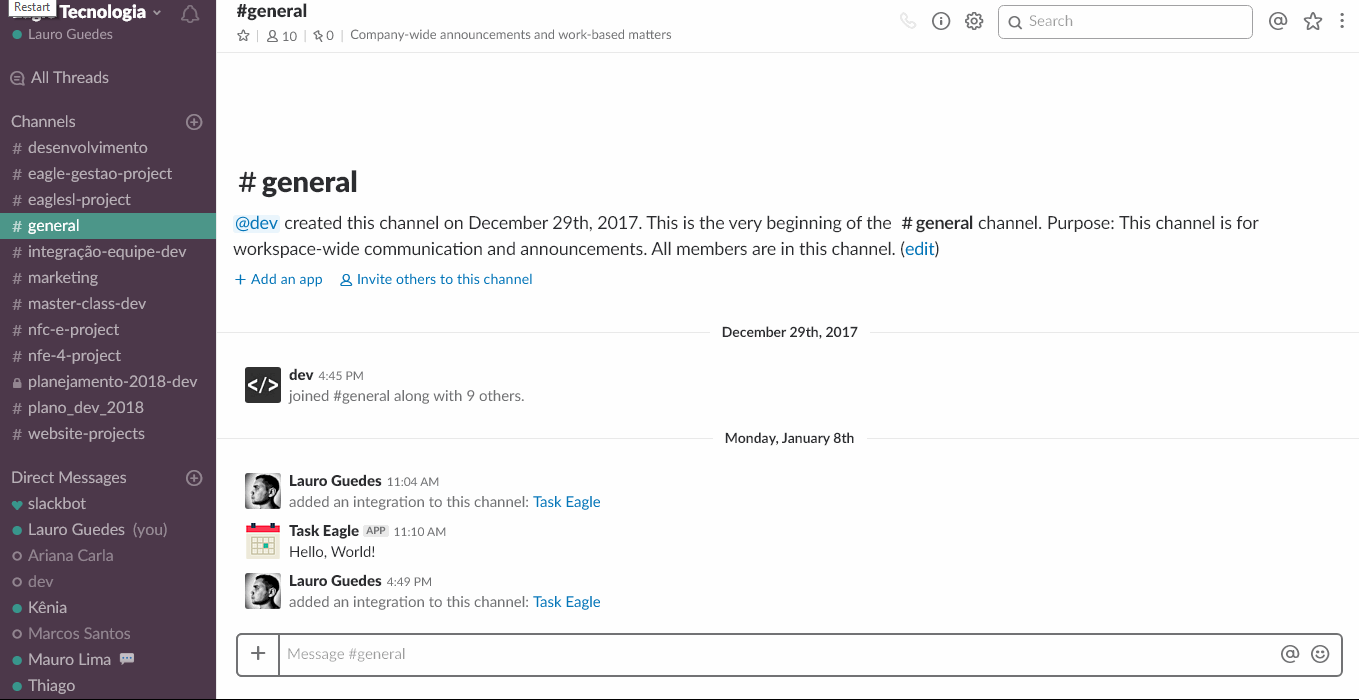 Restart
Tecnologia
Lauro Guedes
All Threads
Channels
# desenvolvimento
# eagle-gestao-project
# eaglesl-project
# general
# integração-equipe-dev
# marketing
# master-class-dev
# nfc-e-project
# nfe-4-project
planejamento-2018-dev
# plano_dev_2018
# website-projects
Direct Messages
slackbot
Lauro Guedes (you)
Ariana Carla
dev
Kênia
Marcos Santos
Mauro Lima
Thiago
#general
10 | 0 | Company-wide announcements and work-based matters
Search
# general
@dev created this channel on December 29th, 2017. This is the very beginning of the # general channel. Purpose: This channel is for
workspace-wide communication and announcements. All members are in this channel. (edit)
+ Add an app Invite others to this channel
December 29th, 2017
</> dev 4:45 PM
joined #general along with 9 others.
Monday, January 8th
Lauro Guedes 11:04 AM
added an integration to this channel: Task Eagle
Task Eagle APP 11:10 AM
Hello, World!
Lauro Guedes 4:49 PM
added an integration to this channel: Task Eagle
+ Message #general @